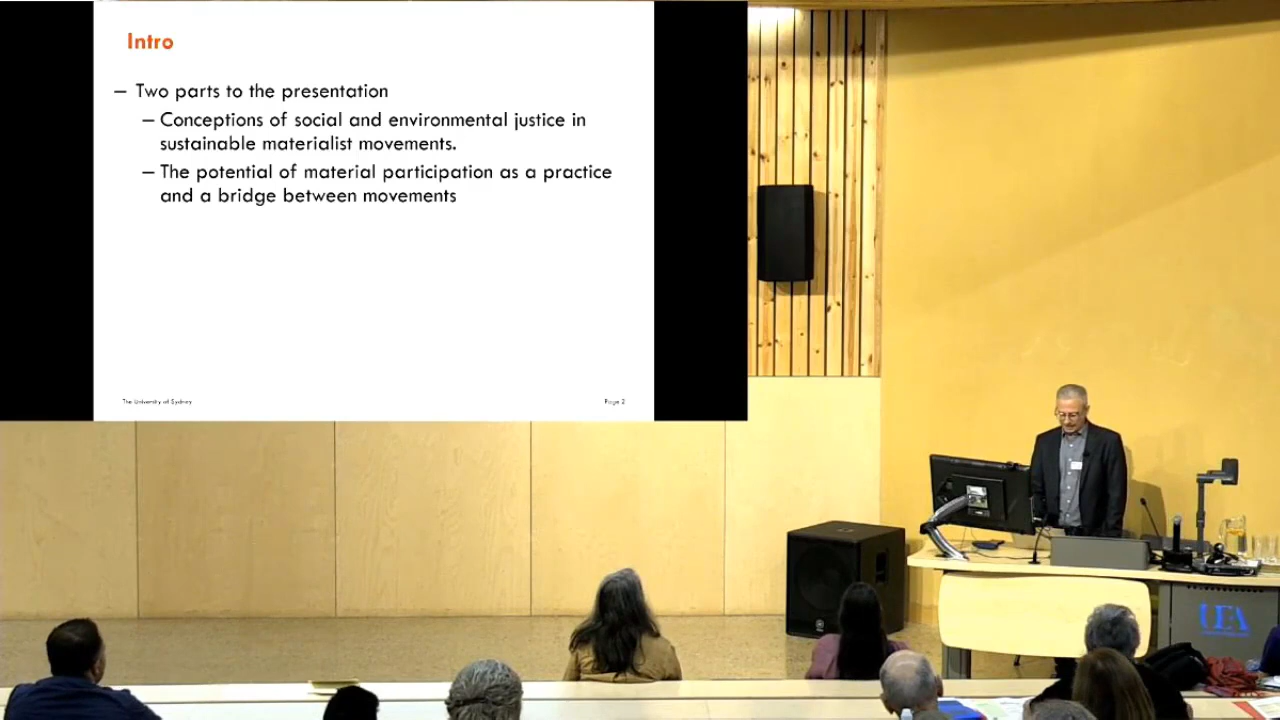 Intro
– Two parts to the presentation
– Conceptions of social and environmental justice in
sustainable materialist movements.
– The potential of material participation as a practice
and a bridge between movements
The University of Sydney
Page 2
UEA